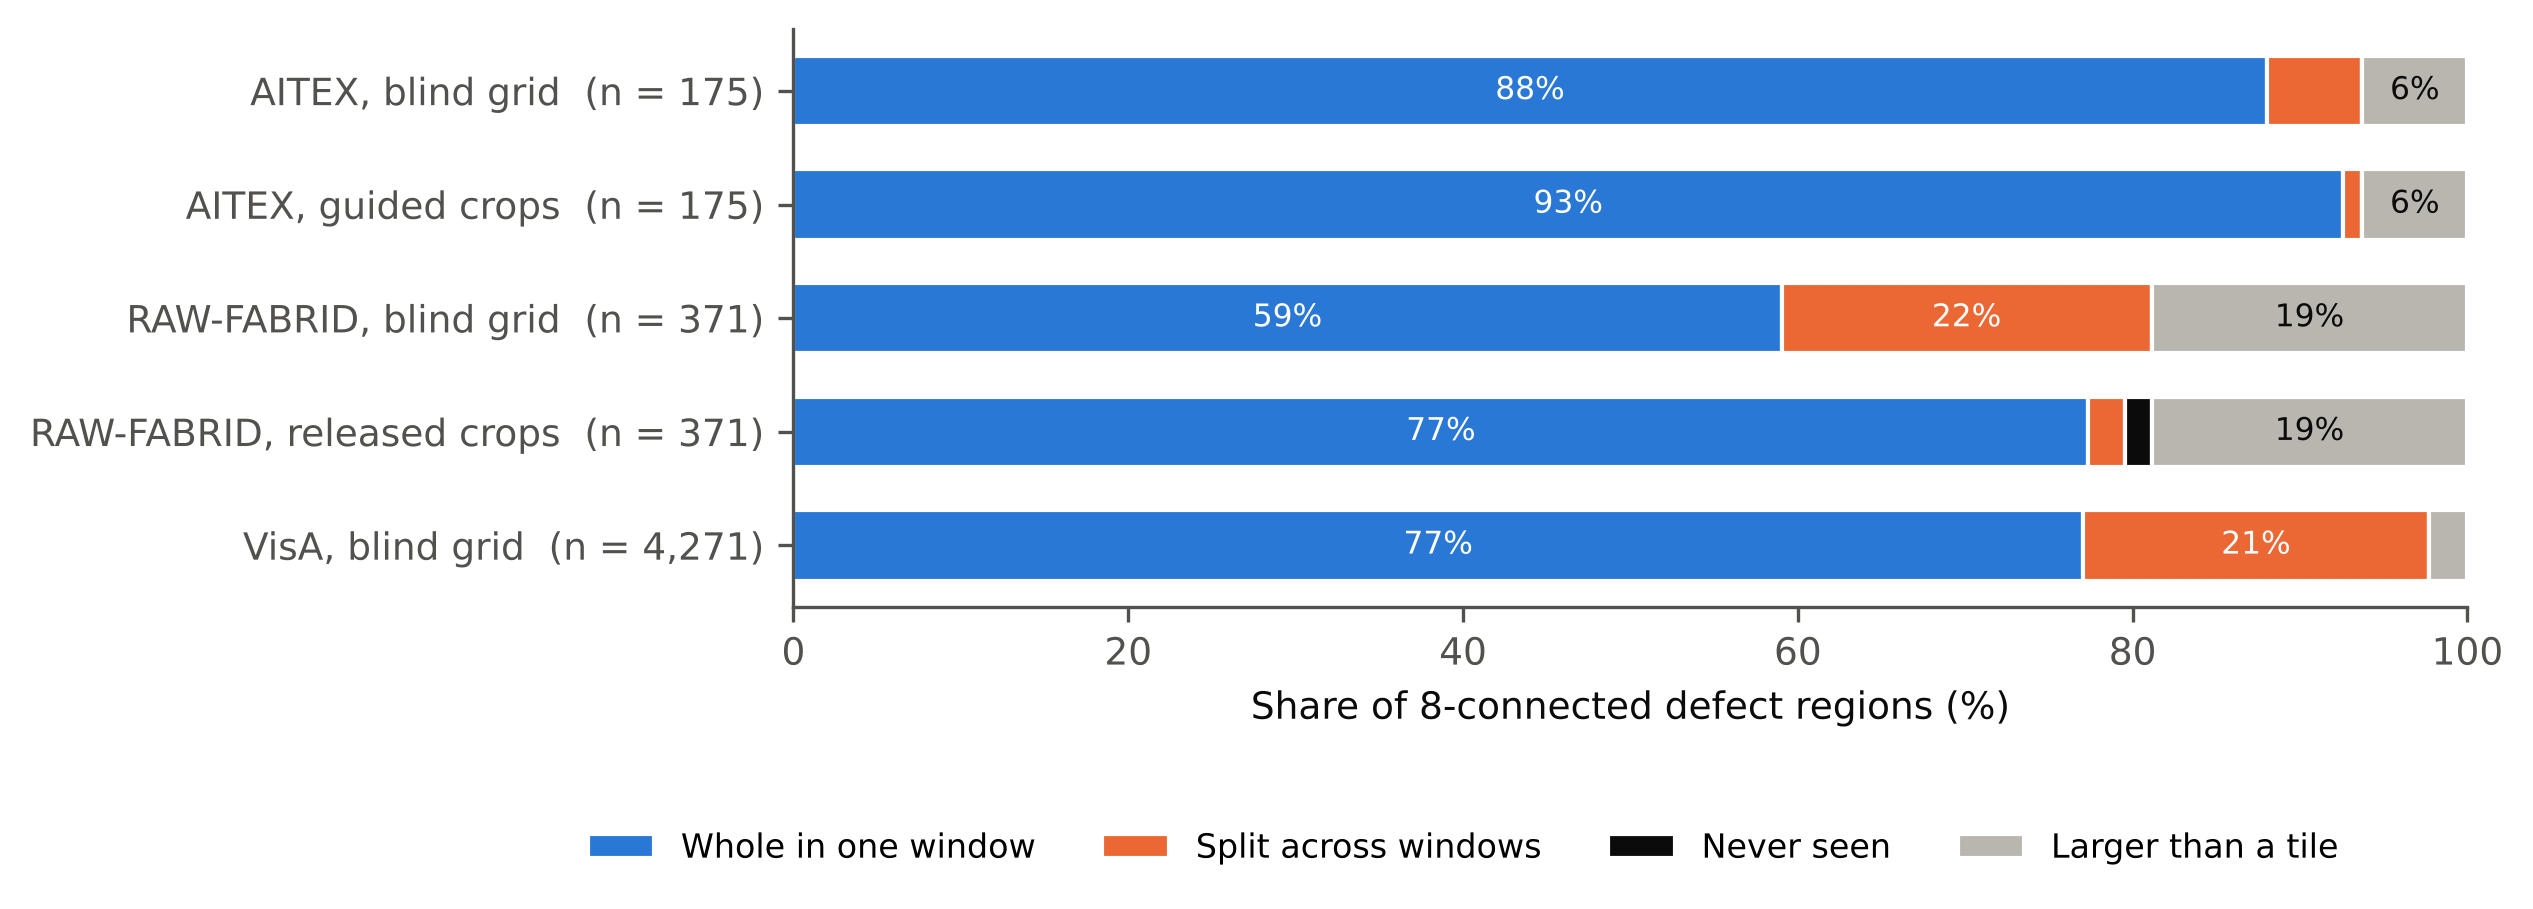 AITEX, blind grid (n = 175)
88%
6%
AITEX, guided crops (n = 175)
93%
6%
RAW-FABRID, blind grid (n = 371)
59%
22%
19%
RAW-FABRID, released crops (n = 371)
77%
19%
VisA, blind grid (n = 4,271)
77%
21%
0 20 40 60 80 100
Share of 8-connected defect regions (%)
Whole in one window Split across windows Never seen Larger than a tile